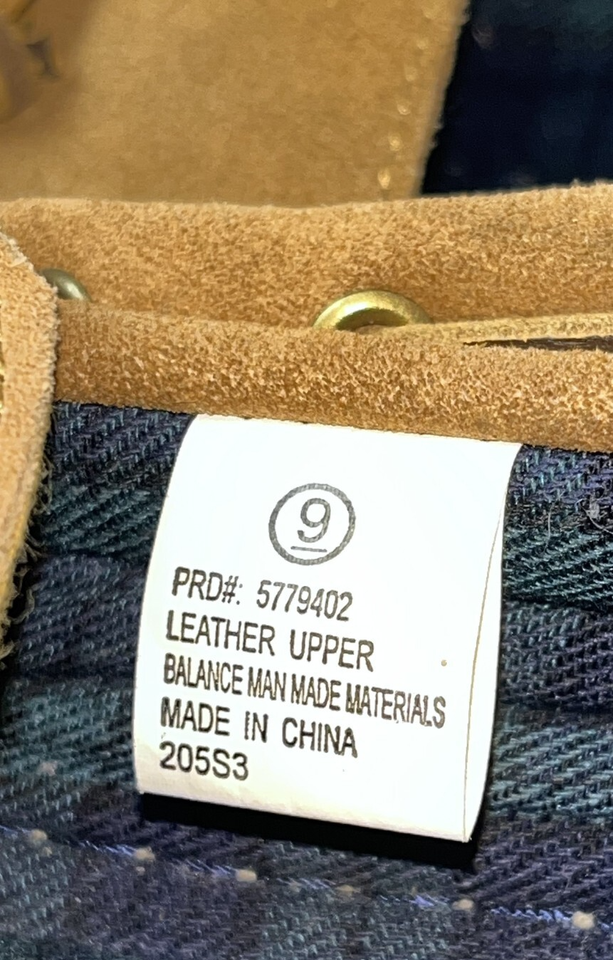 9
PRD#: 5779402
LEATHER UPPER
BALANCE MAN MADE MATERIALS
MADE IN CHINA
205S3